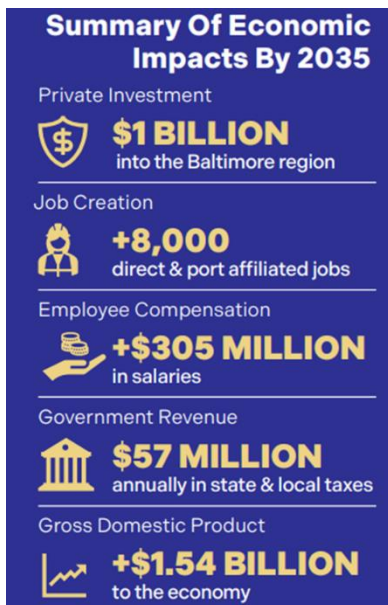 Summary Of Economic
Impacts By 2035
Private Investment
$1 BILLION
into the Baltimore region
Job Creation
+8,000
direct & port affiliated jobs
Employee Compensation
+$305 MILLION
in salaries
Government Revenue
$57 MILLION
annually in state & local taxes
Gross Domestic Product
+$1.54 BILLION
to the economy